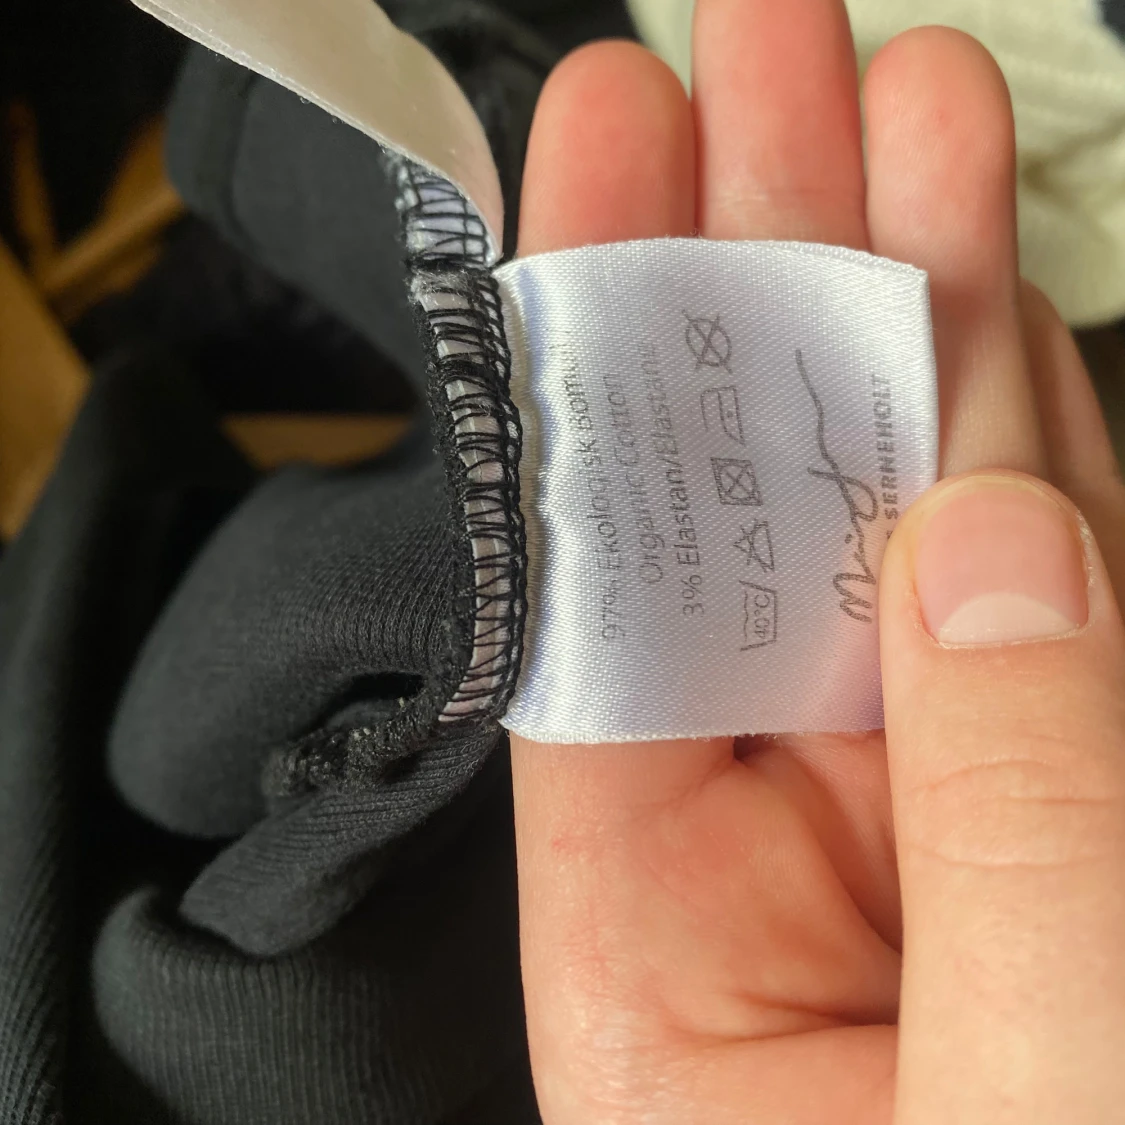 97% Ekologisk Bomull
Organic Cotton
3% Elastan/Elastane
40°C
SERNEHOLT